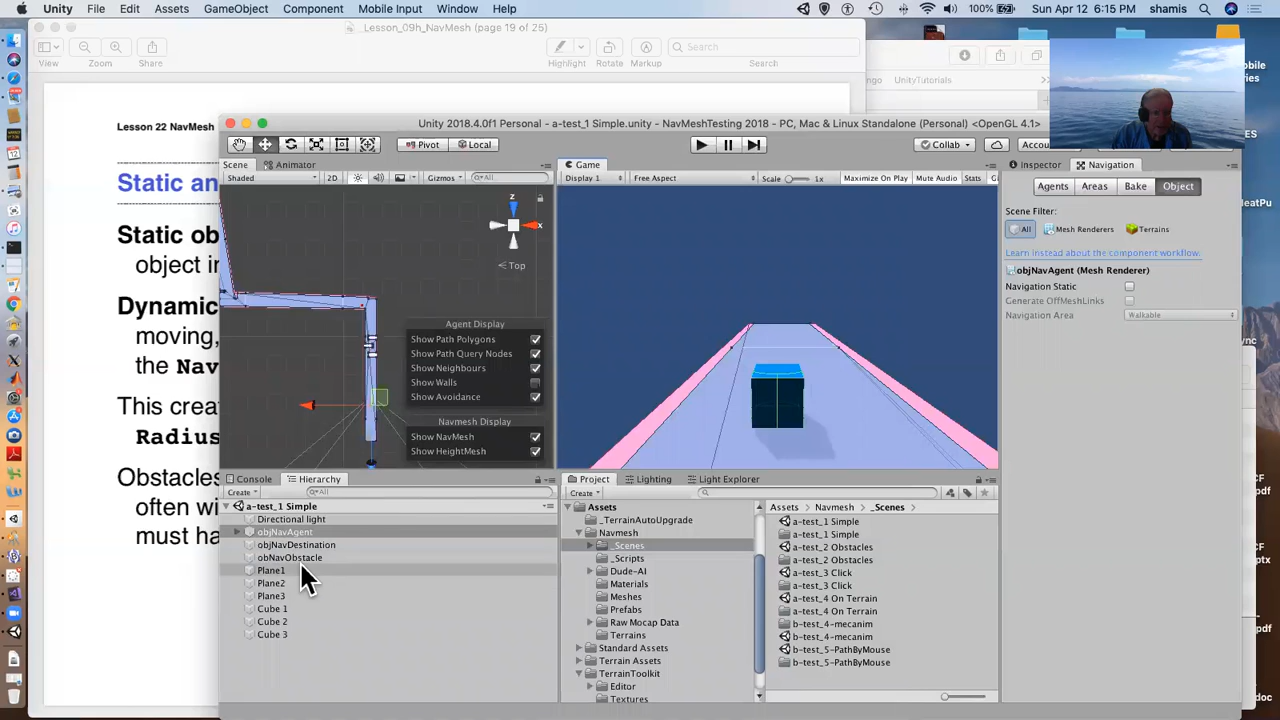 Unity File Edit Assets GameObject Component Mobile Input Window Help 100% Sun Apr 12 6:15 PM shamis
_Lesson_09h_NavMesh (page 19 of 25)
View Zoom Share Highlight Rotate Markup Search
Search
UnityTutorials
Lesson 22 NavMesh
Static an
Static ob
object in
Dynamic
moving,
the Nav
This crea
Radius
Obstacles
often wi
must ha
Unity 2018.4.0f1 Personal - a-test_1 Simple.unity - NavMeshTesting 2018 - PC, Mac & Linux Standalone (Personal) <OpenGL 4.1>
Pivot Local Collab Accou
Scene Animator
Shaded 2D Gizmos All
z
x
Top
Agent Display
Show Path Polygons
Show Path Query Nodes
Show Neighbours
Show Walls
Show Avoidance
Navmesh Display
Show NavMesh
Show HeightMesh
Game
Display 1 Free Aspect Scale 1x Maximize On Play Mute Audio Stats Gi
Inspector Navigation
Agents Areas Bake Object
Scene Filter:
All Mesh Renderers Terrains
Learn instead about the component workflow.
objNavAgent (Mesh Renderer)
Navigation Static
Generate OffMeshLinks
Navigation Area Walkable
Console Hierarchy
Create All
a-test_1 Simple
Directional light
objNavAgent
objNavDestination
obNavObstacle
Plane1
Plane2
Plane3
Cube 1
Cube 2
Cube 3
Project Lighting Light Explorer
Create
Assets
_TerrainAutoUpgrade
Navmesh
_Scenes
_Scripts
Dude-AI
Materials
Meshes
Prefabs
Raw Mocap Data
Terrains
Standard Assets
Terrain Assets
TerrainToolkit
Editor
Textures
Assets Navmesh _Scenes
a-test_1 Simple
a-test_1 Simple
a-test_2 Obstacles
a-test_2 Obstacles
a-test_3 Click
a-test_3 Click
a-test_4 On Terrain
a-test_4 On Terrain
b-test_4-mecanim
b-test_4-mecanim
b-test_5-PathByMouse
b-test_5-PathByMouse